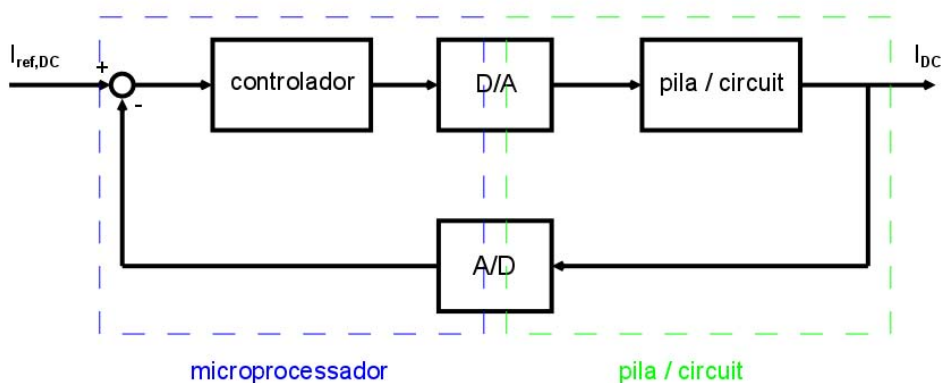 I_ref,DC
+
-
controlador
D/A
pila / circuit
I_DC
A/D
microprocessador
pila / circuit